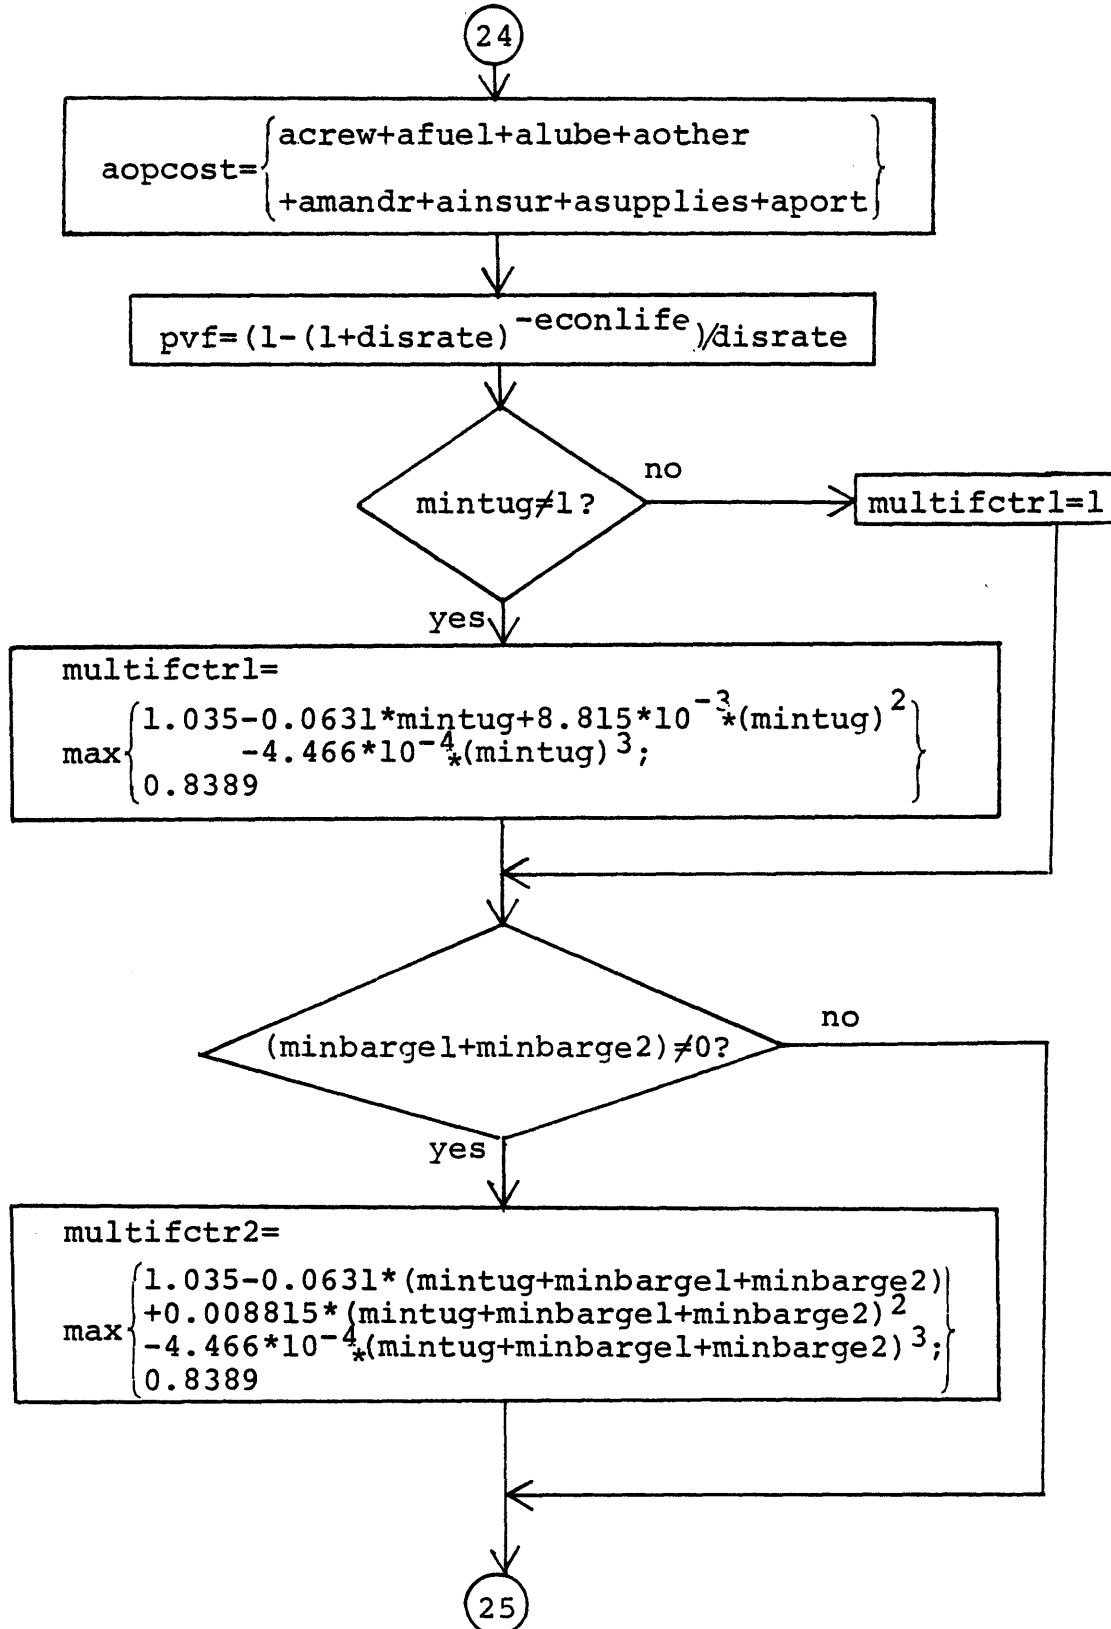 24
aopcost={acrew+afuel+alube+aother
+amandr+ainsur+asupplies+aport}
pvf=(1-(1+disrate)^-econlife)/disrate
mintug≠1?
no
multifctr1=1
yes
multifctr1=
max{1.035-0.0631*mintug+8.815*10^-3*(mintug)^2
-4.466*10^-4*(mintug)^3;
0.8389}
(minbarge1+minbarge2)≠0?
no
yes
multifctr2=
max{1.035-0.0631*(mintug+minbarge1+minbarge2)
+0.008815*(mintug+minbarge1+minbarge2)^2
-4.466*10^-4*(mintug+minbarge1+minbarge2)^3;
0.8389}
25